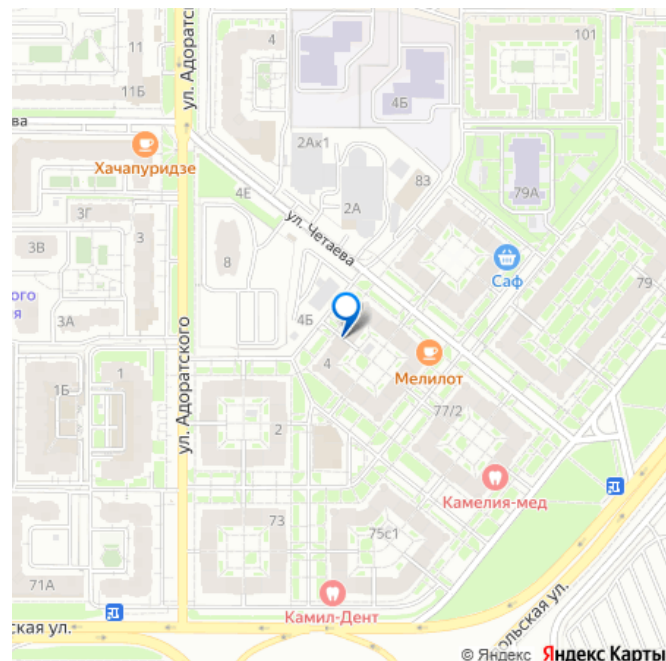 11
11Б
ул. Адоратс
4
101
4Б
ва
Хачапуридзе
2Ак1
83
4Е
2А
79А
ул. Четаева
3Г
3
3В
8
Саф
79
ого
я
3А
4Б
Мелилот
4
1
1Б
ул. Адоратского
77/2
2
Камелия-мед
73
75с1
71А
Камил-Дент
ская ул.
ольская ул.
© Яндекс Яндекс Карты